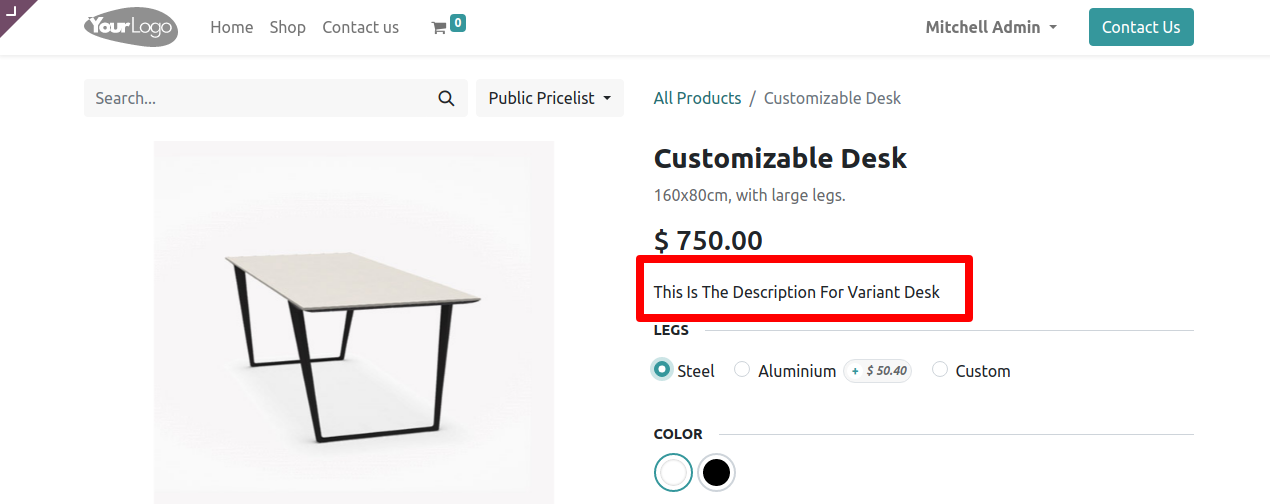 YourLogo Home Shop Contact us 0 Mitchell Admin Contact Us
Search... Public Pricelist All Products / Customizable Desk
Customizable Desk
160x80cm, with large legs.
$ 750.00
This Is The Description For Variant Desk
LEGS
Steel Aluminium + $ 50.40 Custom
COLOR